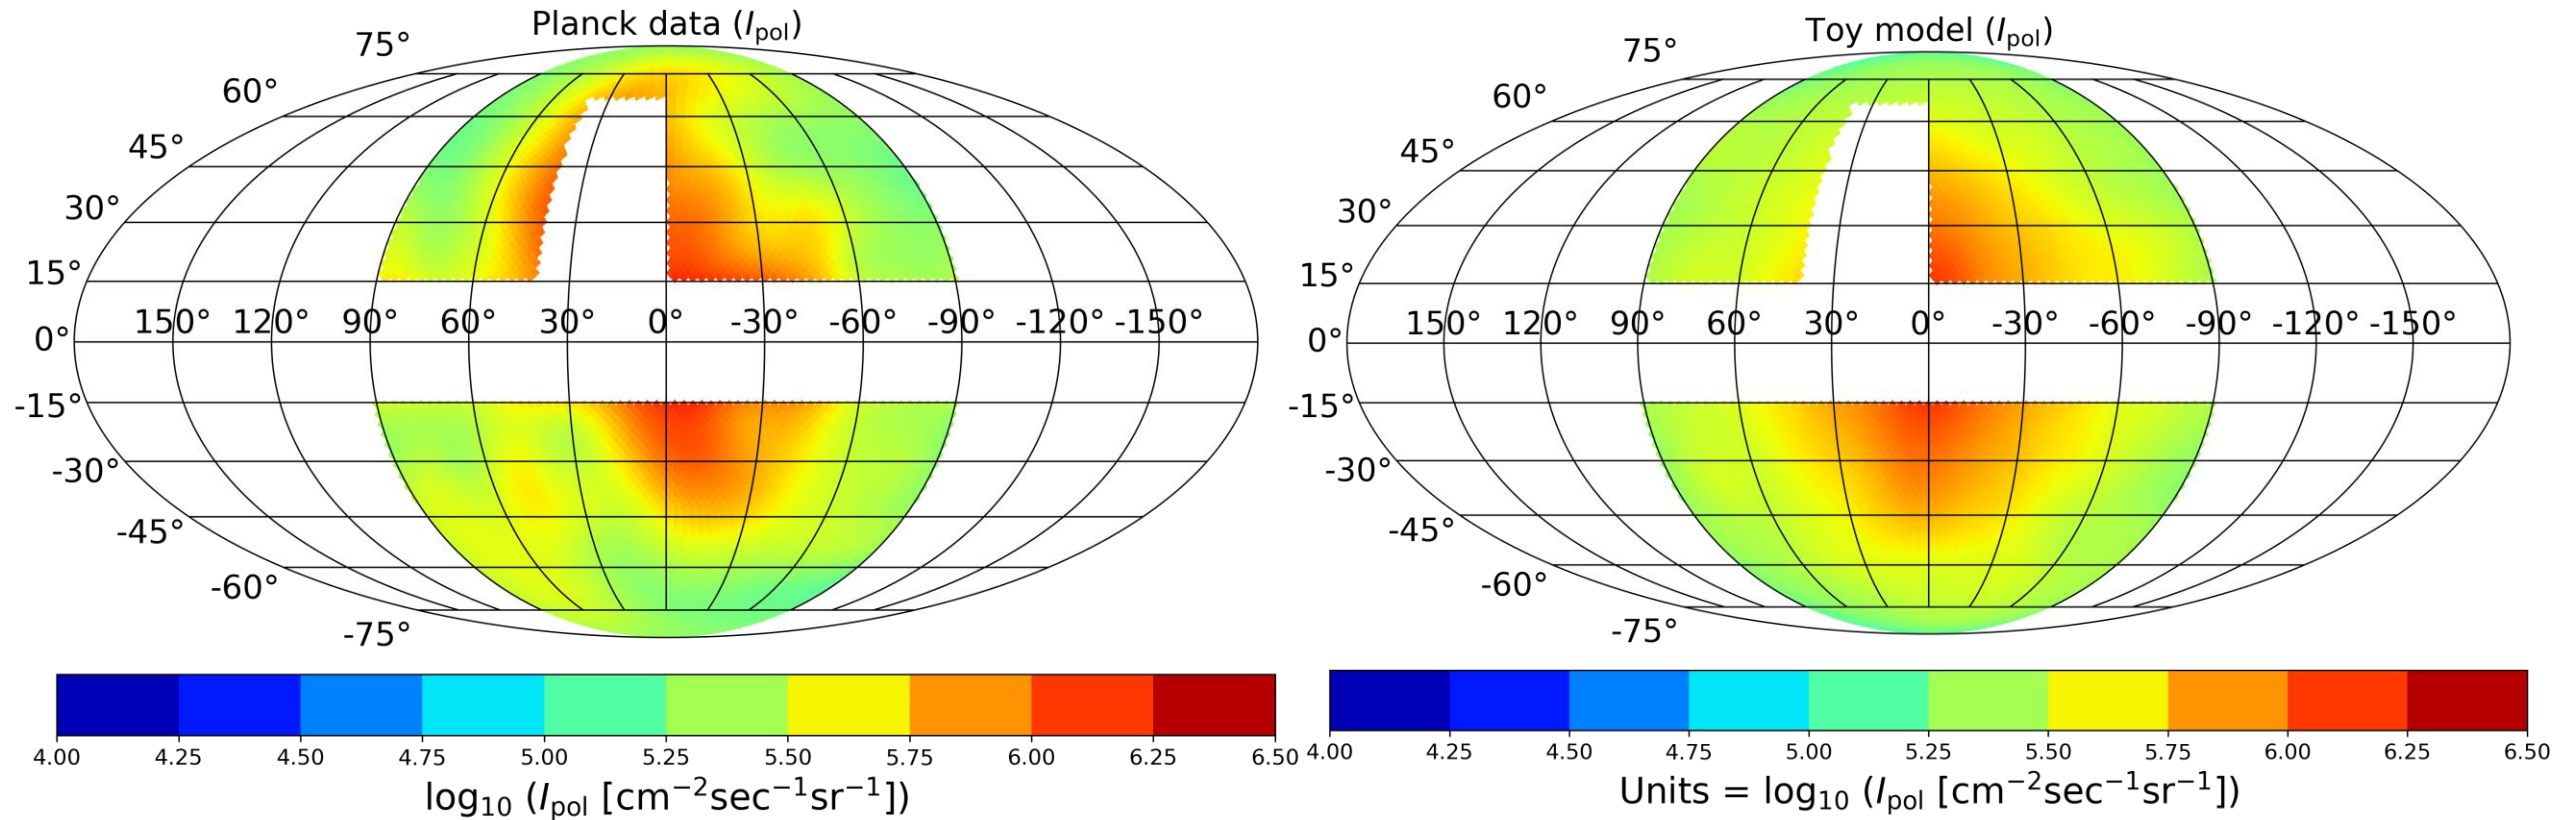 Planck data (I_pol)
75°
60°
45°
30°
15°
150° 120° 90° 60° 30° 0° -30° -60° -90° -120° -150°
0°
-15°
-30°
-45°
-60°
-75°
4.00 4.25 4.50 4.75 5.00 5.25 5.50 5.75 6.00 6.25 6.50
log₁₀ (I_pol [cm⁻²sec⁻¹sr⁻¹])
Toy model (I_pol)
75°
60°
45°
30°
15°
150° 120° 90° 60° 30° 0° -30° -60° -90° -120° -150°
0°
-15°
-30°
-45°
-60°
-75°
4.00 4.25 4.50 4.75 5.00 5.25 5.50 5.75 6.00 6.25 6.50
Units = log₁₀ (I_pol [cm⁻²sec⁻¹sr⁻¹])